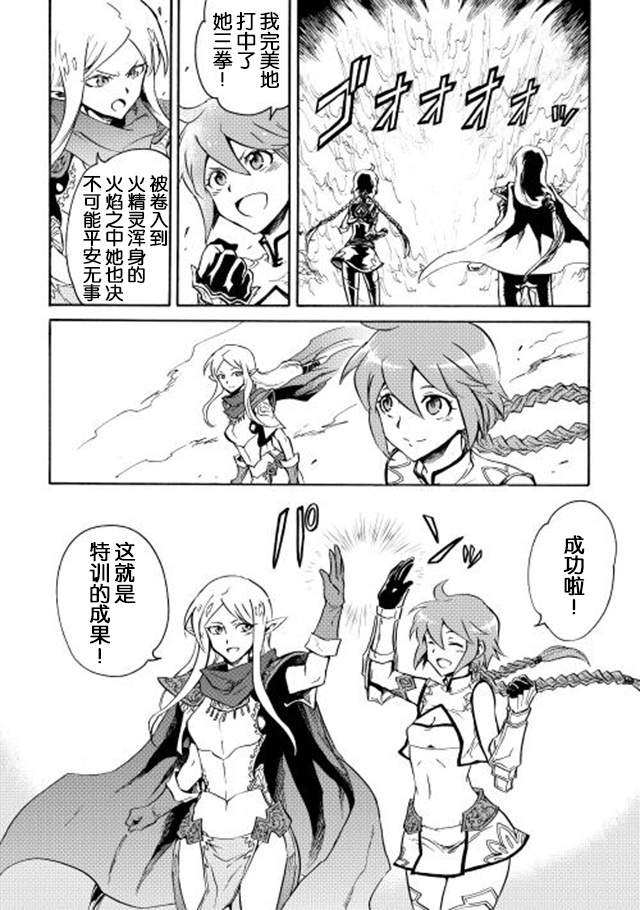 ゴオオオオッ
我完美地
打中了
她三拳！
被卷入到
火精灵浑身的
火焰之中她也决
不可能平安无事
成功啦！
パン
这就是
特训的成果！